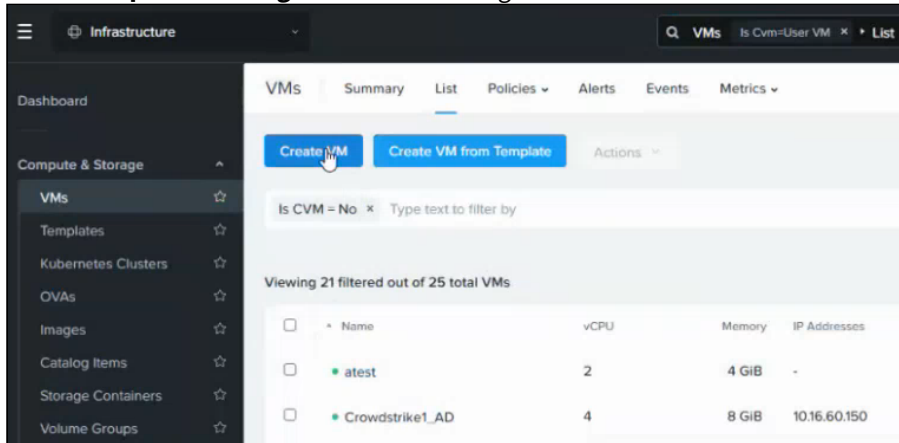 Infrastructure
VMs Is Cvm=User VM × List
Dashboard
VMs Summary List Policies Alerts Events Metrics
Create VM Create VM from Template Actions
Compute & Storage
VMs
Templates
Kubernetes Clusters
OVAs
Images
Catalog Items
Storage Containers
Volume Groups
Is CVM = No × Type text to filter by
Viewing 21 filtered out of 25 total VMs
Name vCPU Memory IP Addresses
atest 2 4 GiB -
Crowdstrike1_AD 4 8 GiB 10.16.60.150